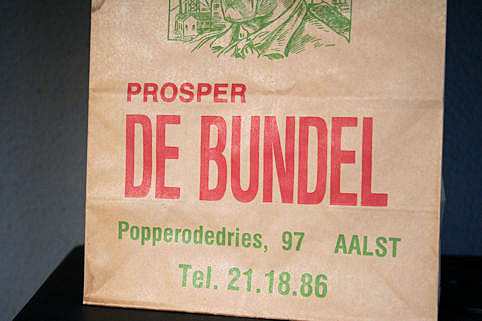 PROSPER
DE BUNDEL
Popperodedries, 97 AALST
Tel. 21.18.86